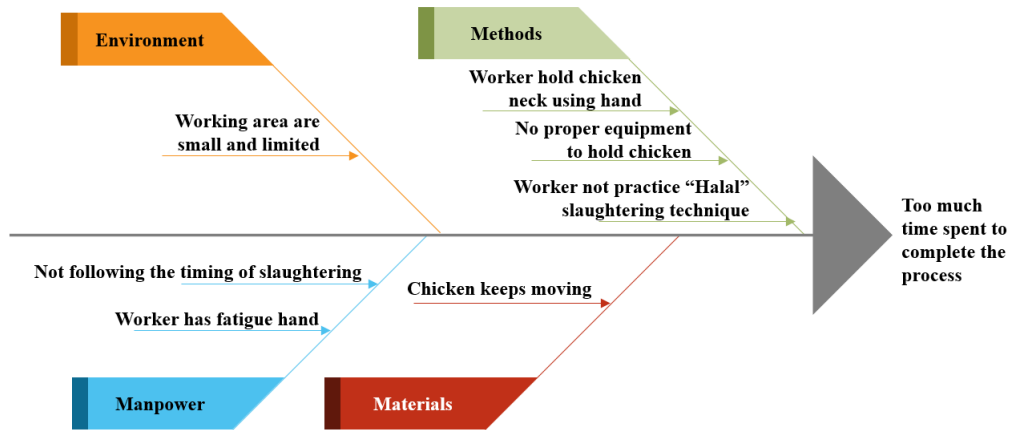 Environment
Methods
Worker hold chicken
neck using hand
Working area are
small and limited
No proper equipment
to hold chicken
Worker not practice “Halal”
slaughtering technique
Too much
time spent to
complete the
process
Not following the timing of slaughtering
Chicken keeps moving
Worker has fatigue hand
Manpower
Materials